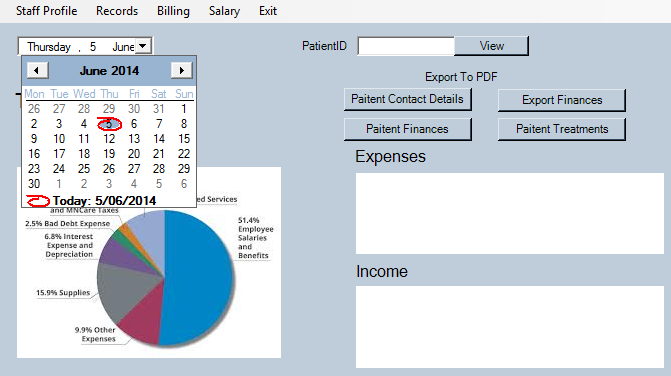 Staff Profile Records Billing Salary Exit
Thursday , 5 June
PatientID View
June 2014
Mon Tue Wed Thu Fri Sat Sun
26 27 28 29 30 31 1
2 3 4 5 6 7 8
9 10 11 12 13 14 15
16 17 18 19 20 21 22
23 24 25 26 27 28 29
30 1 2 3 4 5 6
Today: 5/06/2014
Export To PDF
Paitent Contact Details Export Finances
Paitent Finances Paitent Treatments
Expenses
Income
ed Services
and MNCare Taxes
2.5% Bad Debt Expense
6.8% Interest
Expense and
Depreciation
15.9% Supplies
9.9% Other
Expenses
51.4%
Employee
Salaries
and
Benefits